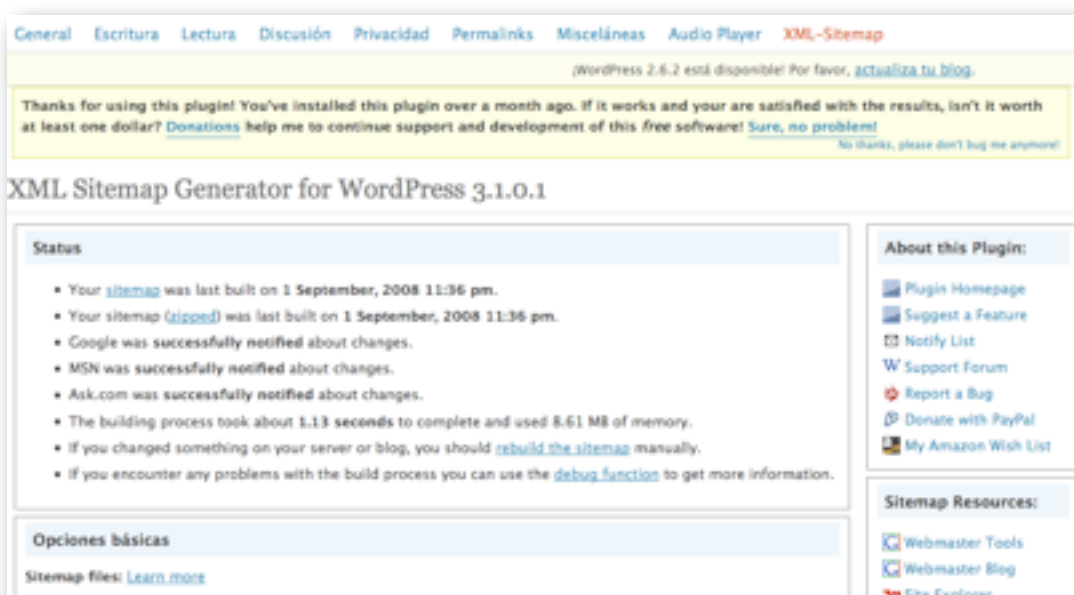 General Escritura Lectura Discusión Privacidad Permalinks Misceláneas Audio Player XML-Sitemap
¡WordPress 2.6.2 está disponible! Por favor, actualiza tu blog.
Thanks for using this plugin! You've installed this plugin over a month ago. If it works and your are satisfied with the results, isn't it worth
at least one dollar? Donations help me to continue support and development of this free software! Sure, no problem!
No thanks, please don't bug me anymore!
XML Sitemap Generator for WordPress 3.1.0.1
Status
• Your sitemap was last built on 1 September, 2008 11:36 pm.
• Your sitemap (zipped) was last built on 1 September, 2008 11:36 pm.
• Google was successfully notified about changes.
• MSN was successfully notified about changes.
• Ask.com was successfully notified about changes.
• The building process took about 1.13 seconds to complete and used 8.61 MB of memory.
• If you changed something on your server or blog, you should rebuild the sitemap manually.
• If you encounter any problems with the build process you can use the debug function to get more information.
Opciones básicas
Sitemap files: Learn more
About this Plugin:
Plugin Homepage
Suggest a Feature
Notify List
Support Forum
Report a Bug
Donate with PayPal
My Amazon Wish List
Sitemap Resources:
Webmaster Tools
Webmaster Blog
Site Explorer